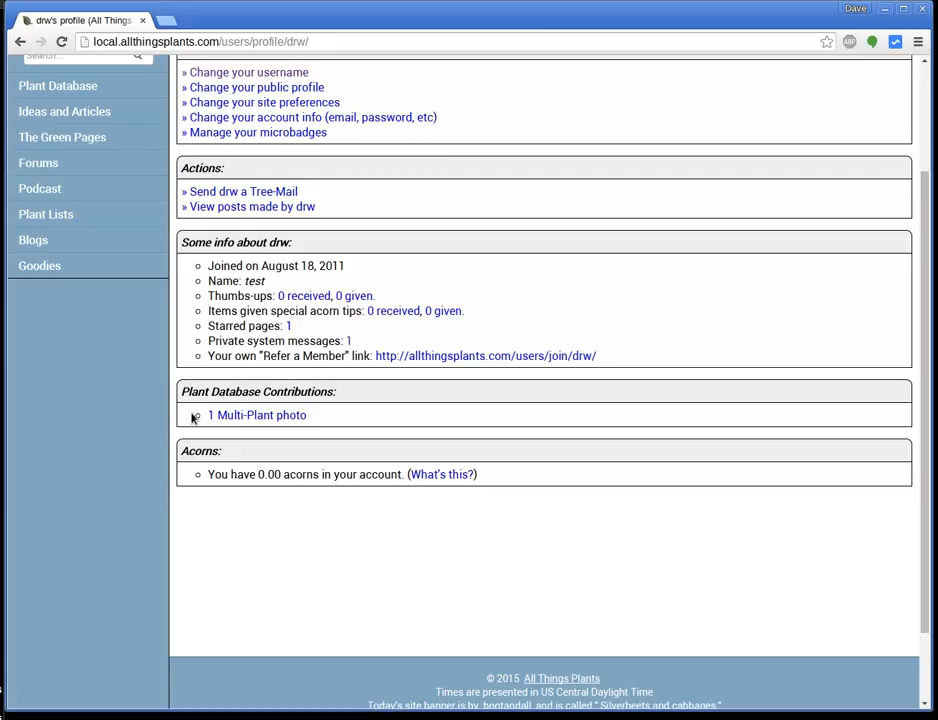 Dave
drw's profile (All Things
local.allthingsplants.com/users/profile/drw/
ABP
Search...
Plant Database
Ideas and Articles
The Green Pages
Forums
Podcast
Plant Lists
Blogs
Goodies
» Change your username
» Change your public profile
» Change your site preferences
» Change your account info (email, password, etc)
» Manage your microbadges
Actions:
» Send drw a Tree-Mail
» View posts made by drw
Some info about drw:
Joined on August 18, 2011
Name: test
Thumbs-ups: 0 received, 0 given.
Items given special acorn tips: 0 received, 0 given.
Starred pages: 1
Private system messages: 1
Your own "Refer a Member" link: http://allthingsplants.com/users/join/drw/
Plant Database Contributions:
1 Multi-Plant photo
Acorns:
You have 0.00 acorns in your account. (What's this?)
© 2015 All Things Plants
Times are presented in US Central Daylight Time
Today's site banner is by bootandall and is called "Silverbeets and cabbages"